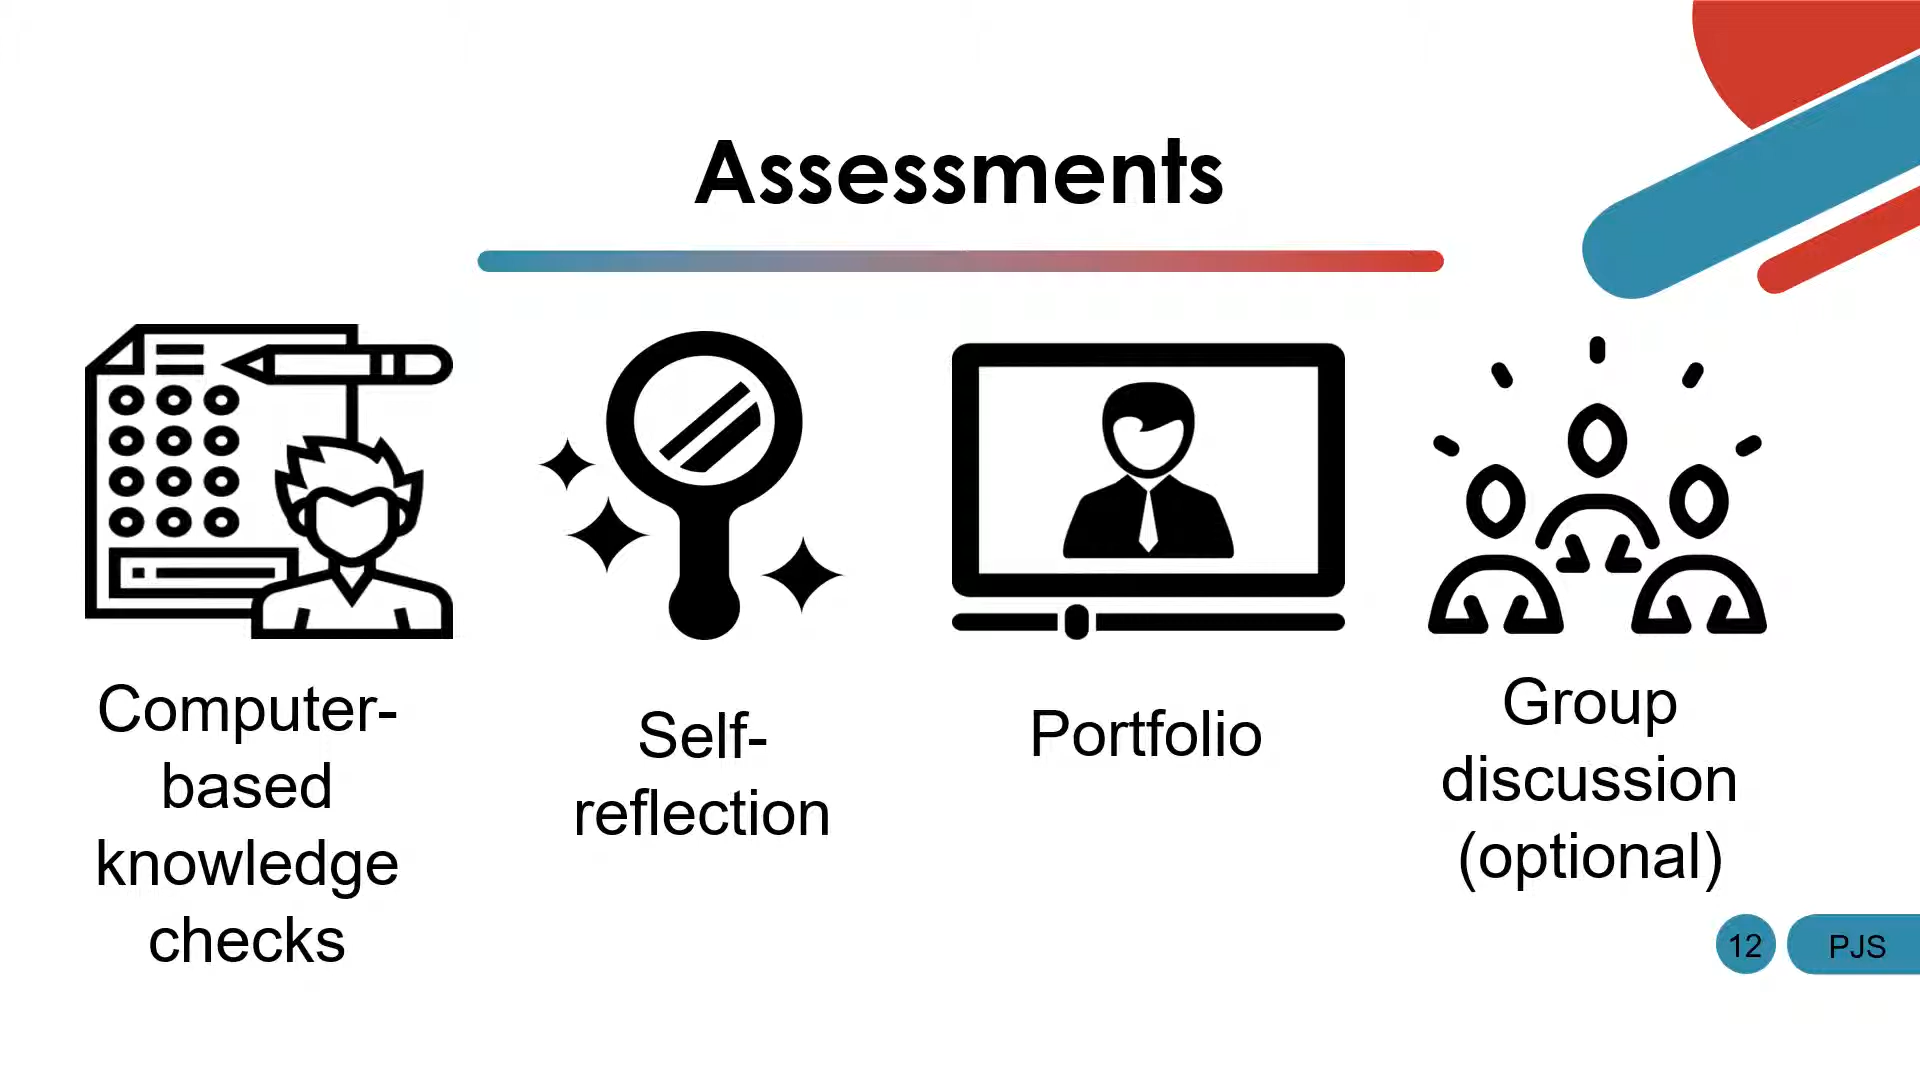 Assessments
Computer-
based
knowledge
checks
Self-
reflection
Portfolio
Group
discussion
(optional)
12
PJS